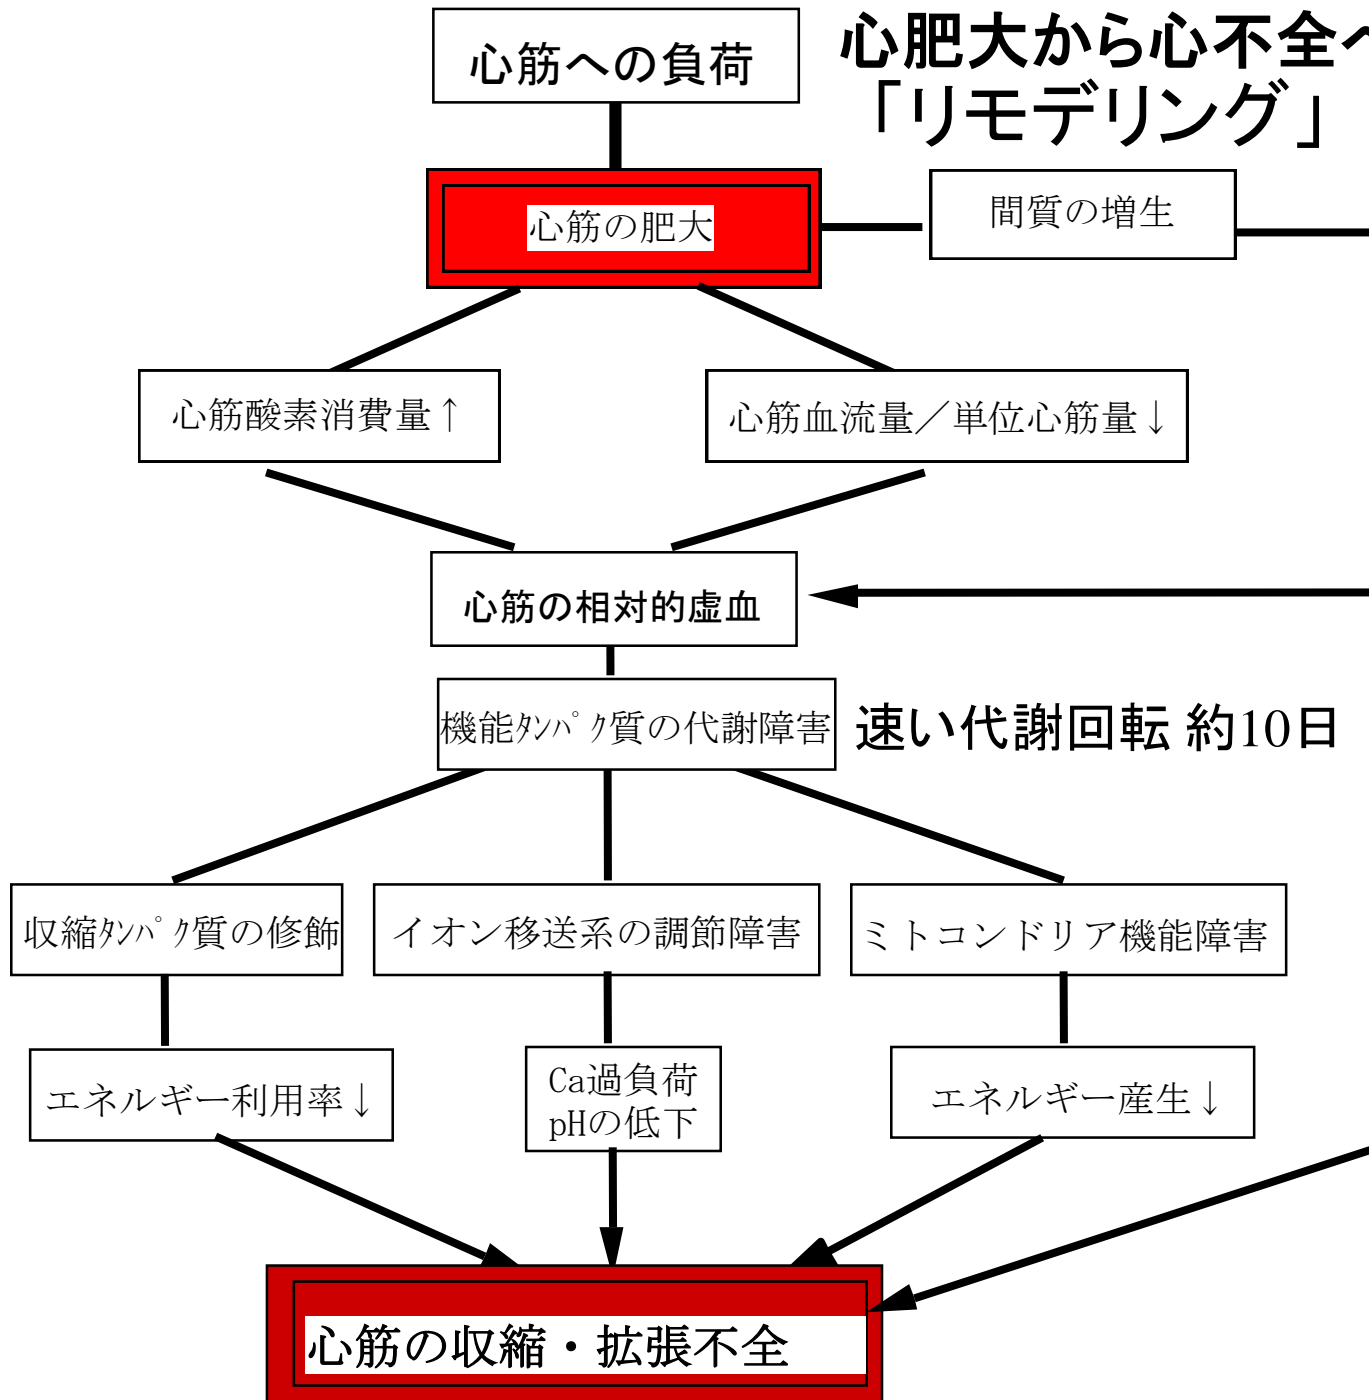 心筋への負荷
心肥大から心不全へ
「リモデリング」
心筋の肥大
間質の増生
心筋酸素消費量↑
心筋血流量／単位心筋量↓
心筋の相対的虚血
機能ﾀﾝﾊﾟｸ質の代謝障害
速い代謝回転 約10日
収縮ﾀﾝﾊﾟｸ質の修飾
イオン移送系の調節障害
ミトコンドリア機能障害
エネルギー利用率↓
Ca過負荷
pHの低下
エネルギー産生↓
心筋の収縮・拡張不全